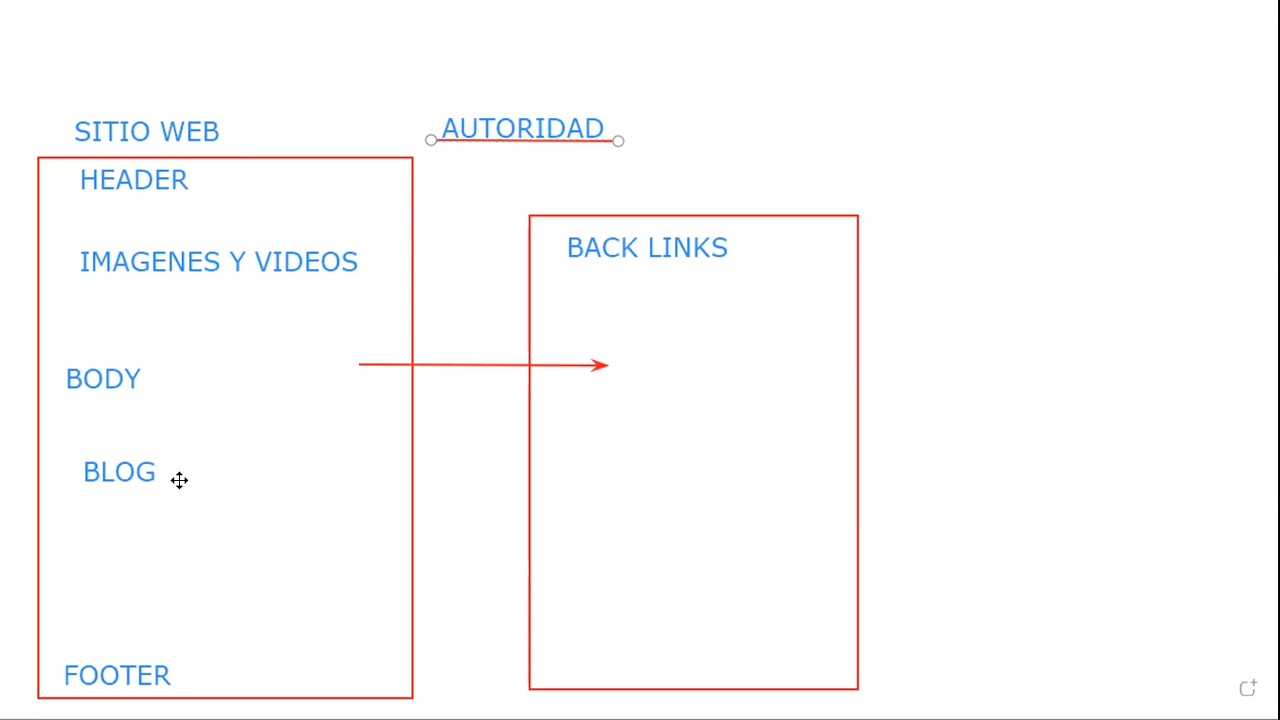 SITIO WEB
AUTORIDAD
HEADER
IMAGENES Y VIDEOS
BODY
BLOG
FOOTER
BACK LINKS